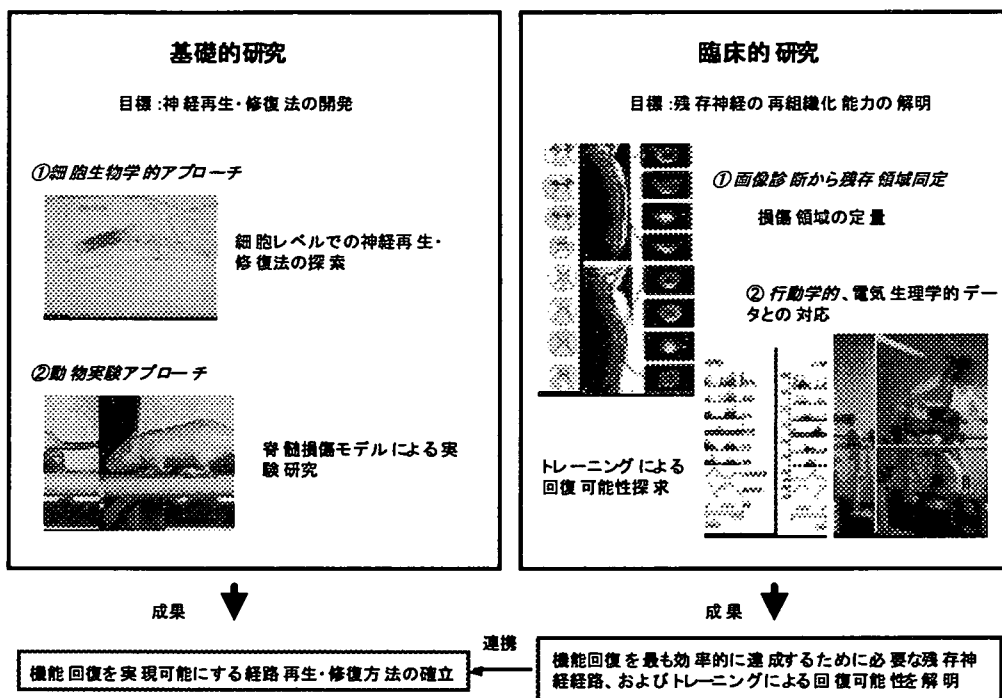 基礎的研究
目標:神経再生・修復法の開発
①細胞生物学的アプローチ
細胞レベルでの神経再生・
修復法の探索
②動物実験アプローチ
脊髄損傷モデルによる実
験研究
成果
機能回復を実現可能にする経路再生・修復方法の確立
臨床的研究
目標:残存神経の再組織化能力の解明
①画像診断から残存領域同定
損傷領域の定量
②行動学的、電気生理学的デー
タとの対応
トレーニングによる
回復可能性探求
成果
連携
機能回復を最も効率的に達成するために必要な残存神
経経路、およびトレーニングによる回復可能性を解明